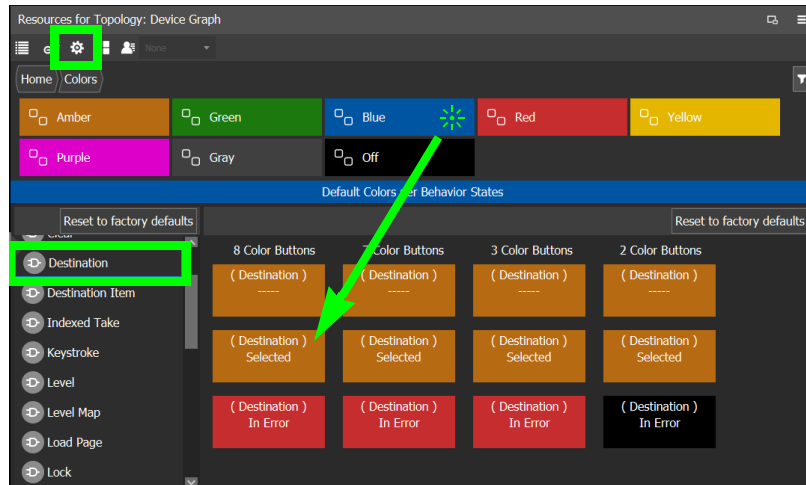 Resources for Topology: Device Graph
None
Home Colors
Amber Green Blue Red Yellow
Purple Gray Off
Default Colors per Behavior States
Reset to factory defaults Reset to factory defaults
Clear
8 Color Buttons 7 Color Buttons 3 Color Buttons 2 Color Buttons
Destination
( Destination ) ( Destination ) ( Destination ) ( Destination )
----- ----- ----- -----
Destination Item
Indexed Take
( Destination ) ( Destination ) ( Destination ) ( Destination )
Selected Selected Selected Selected
Keystroke
Level
Level Map
( Destination ) ( Destination ) ( Destination ) ( Destination )
In Error In Error In Error In Error
Load Page
Lock